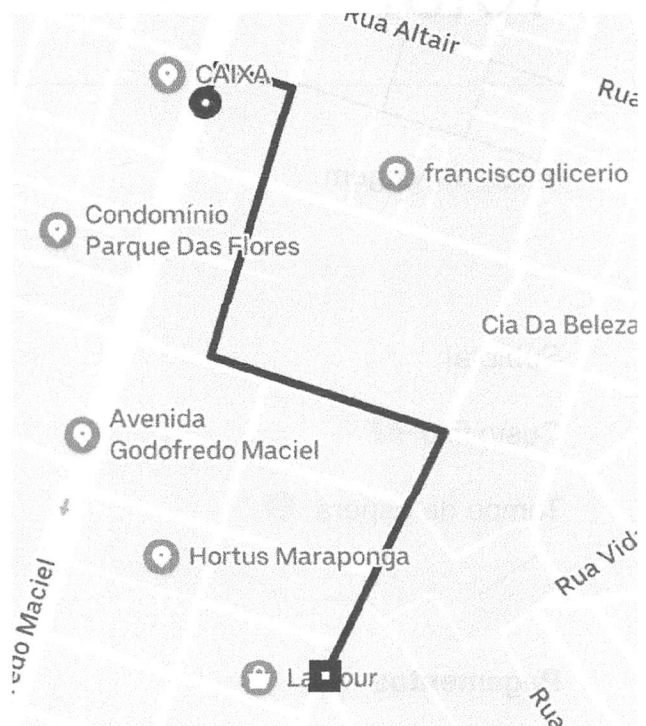 Rua Altair
CAIXA
Rua
francisco glicerio
Condomínio
Parque Das Flores
Cia Da Beleza
Avenida
Godofredo Maciel
Hortus Maraponga
Rua
Maciel
Rua